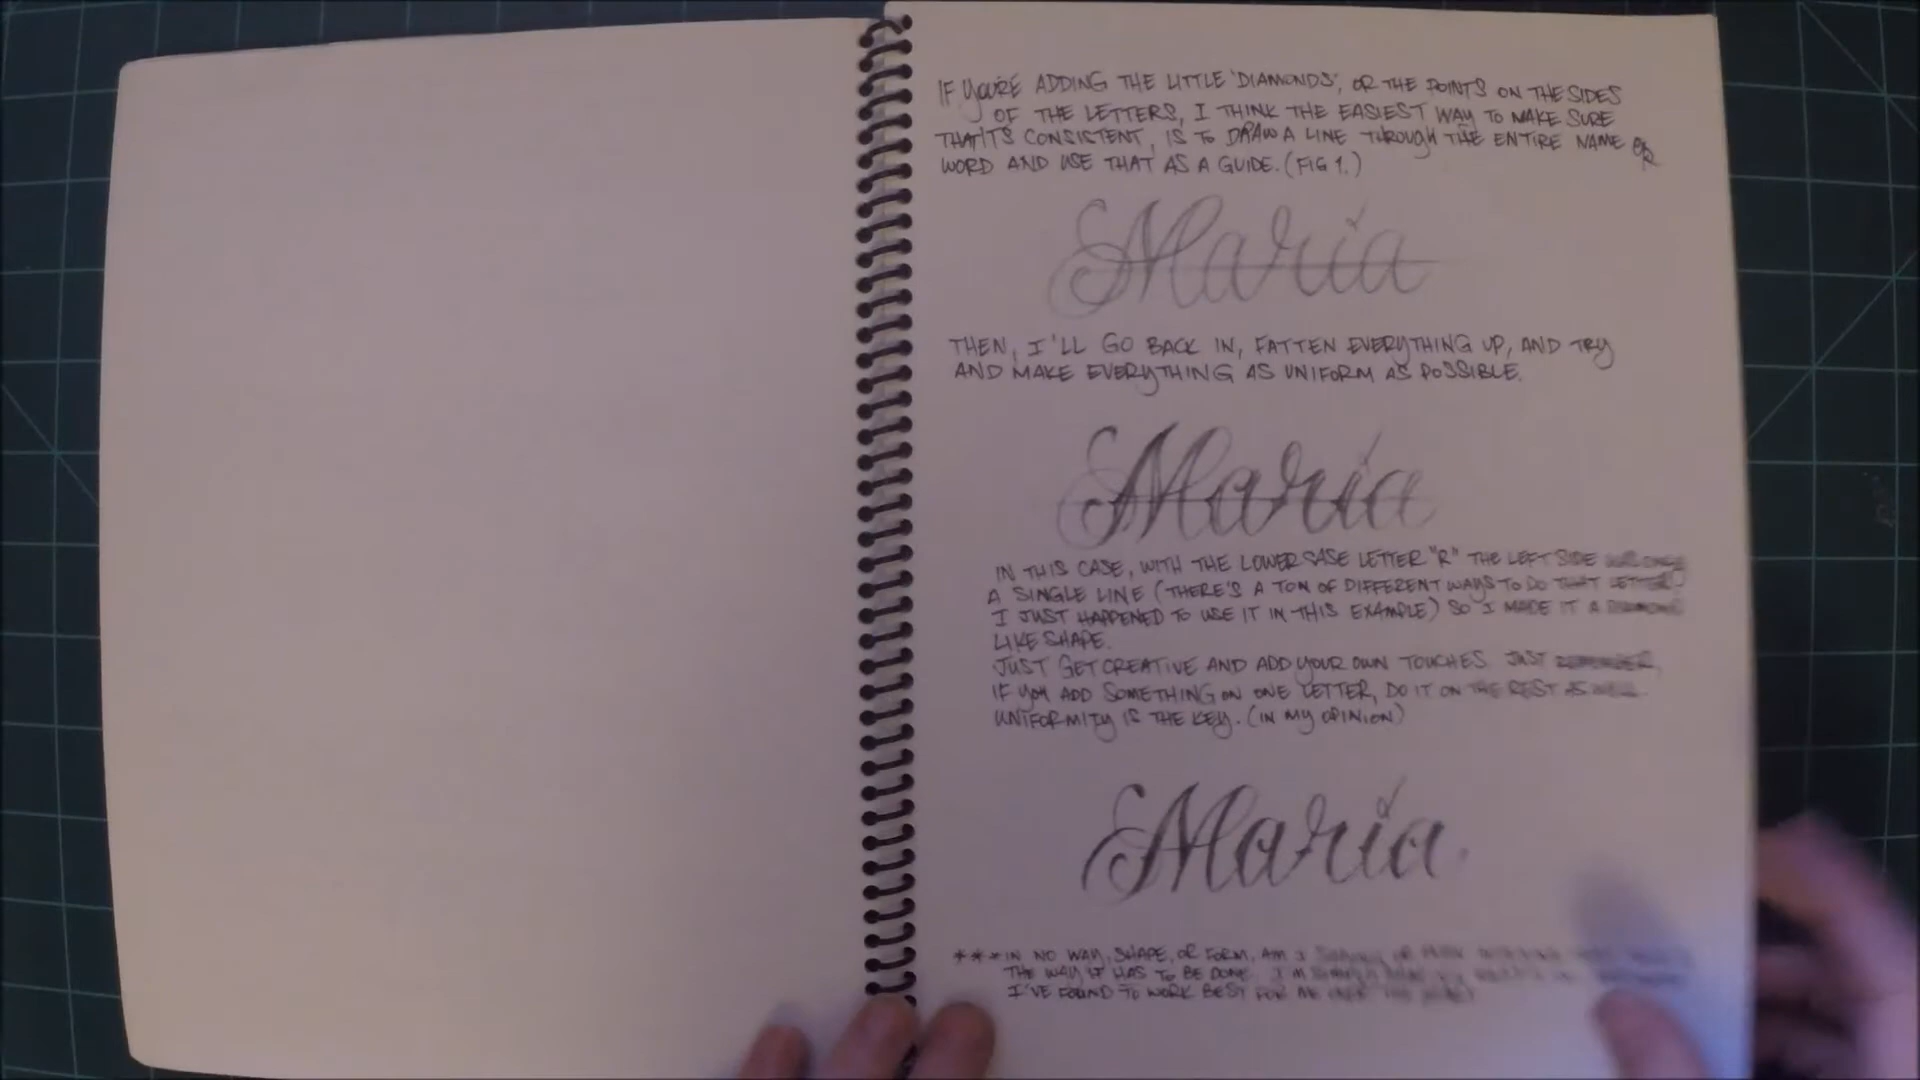 IF YOU'RE ADDING THE LITTLE 'DIAMONDS', OR THE POINTS ON THE SIDES
OF THE LETTERS, I THINK THE EASIEST WAY TO MAKE SURE
THAT IT'S CONSISTENT, IS TO DRAW A LINE THROUGH THE ENTIRE NAME OR
WORD AND USE THAT AS A GUIDE. (FIG 1.)
Maria
THEN, I'LL GO BACK IN, FATTEN EVERYTHING UP, AND TRY
AND MAKE EVERYTHING AS UNIFORM AS POSSIBLE.
Maria
IN THIS CASE, WITH THE LOWERCASE LETTER "R" THE LEFT SIDE
A SINGLE LINE (THERE'S A TON OF DIFFERENT WAYS TO DO THAT LETTER
I JUST HAPPENED TO USE IT IN THIS EXAMPLE) SO I MADE IT A DIAMOND
LIKE SHAPE.
JUST GET CREATIVE AND ADD YOUR OWN TOUCHES. JUST REMEMBER,
IF YOU ADD SOMETHING ON ONE LETTER, DO IT ON THE REST AS WELL.
UNIFORMITY IS THE KEY. (IN MY OPINION)
Maria
***IN NO WAY, SHAPE, OR FORM, AM I
THE WAY IT HAS TO BE DONE. I'M
I'VE FOUND TO WORK BEST FOR ME